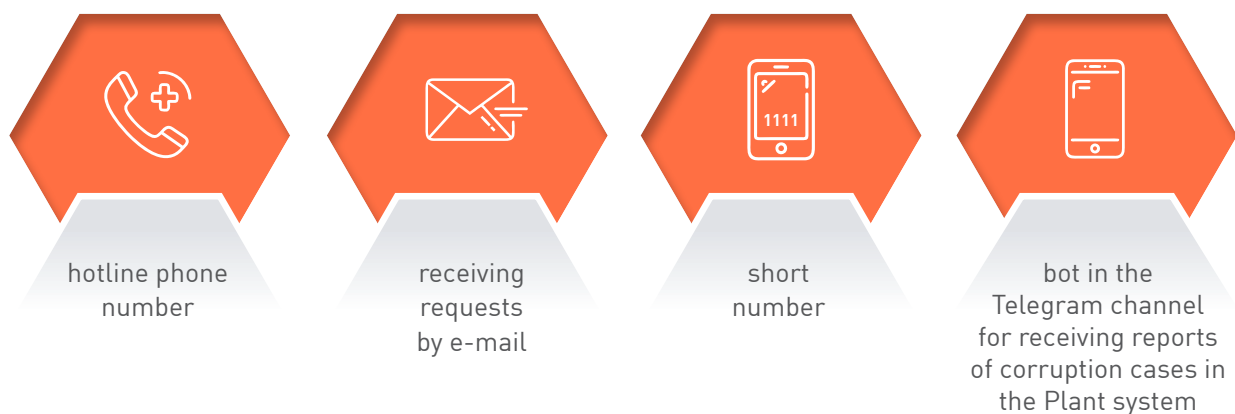 1111
hotline phone
number
receiving
requests
by e-mail
short
number
bot in the
Telegram channel
for receiving reports
of corruption cases in
the Plant system